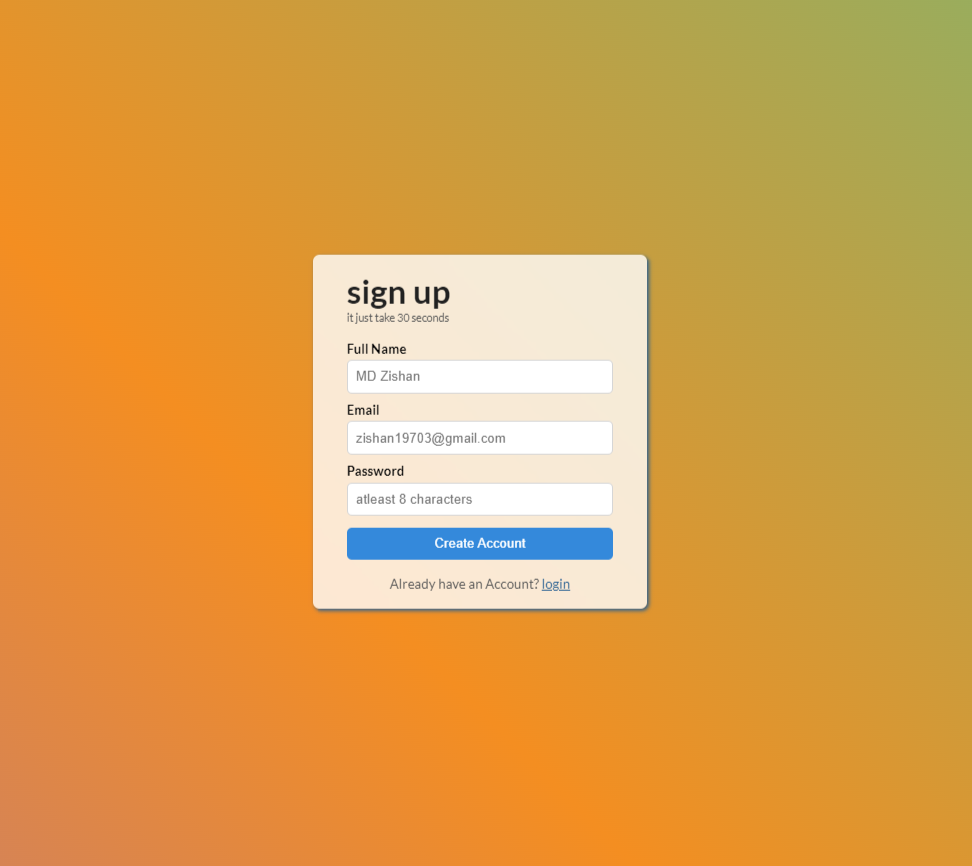 sign up
it just take 30 seconds
Full Name
MD Zishan
Email
zishan19703@gmail.com
Password
atleast 8 characters
Create Account
Already have an Account? login